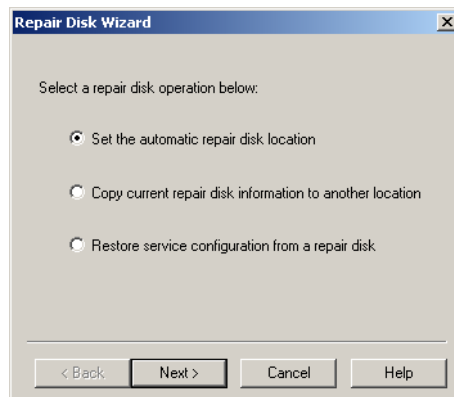 Repair Disk Wizard
Select a repair disk operation below:
Set the automatic repair disk location
Copy current repair disk information to another location
Restore service configuration from a repair disk
< Back Next > Cancel Help